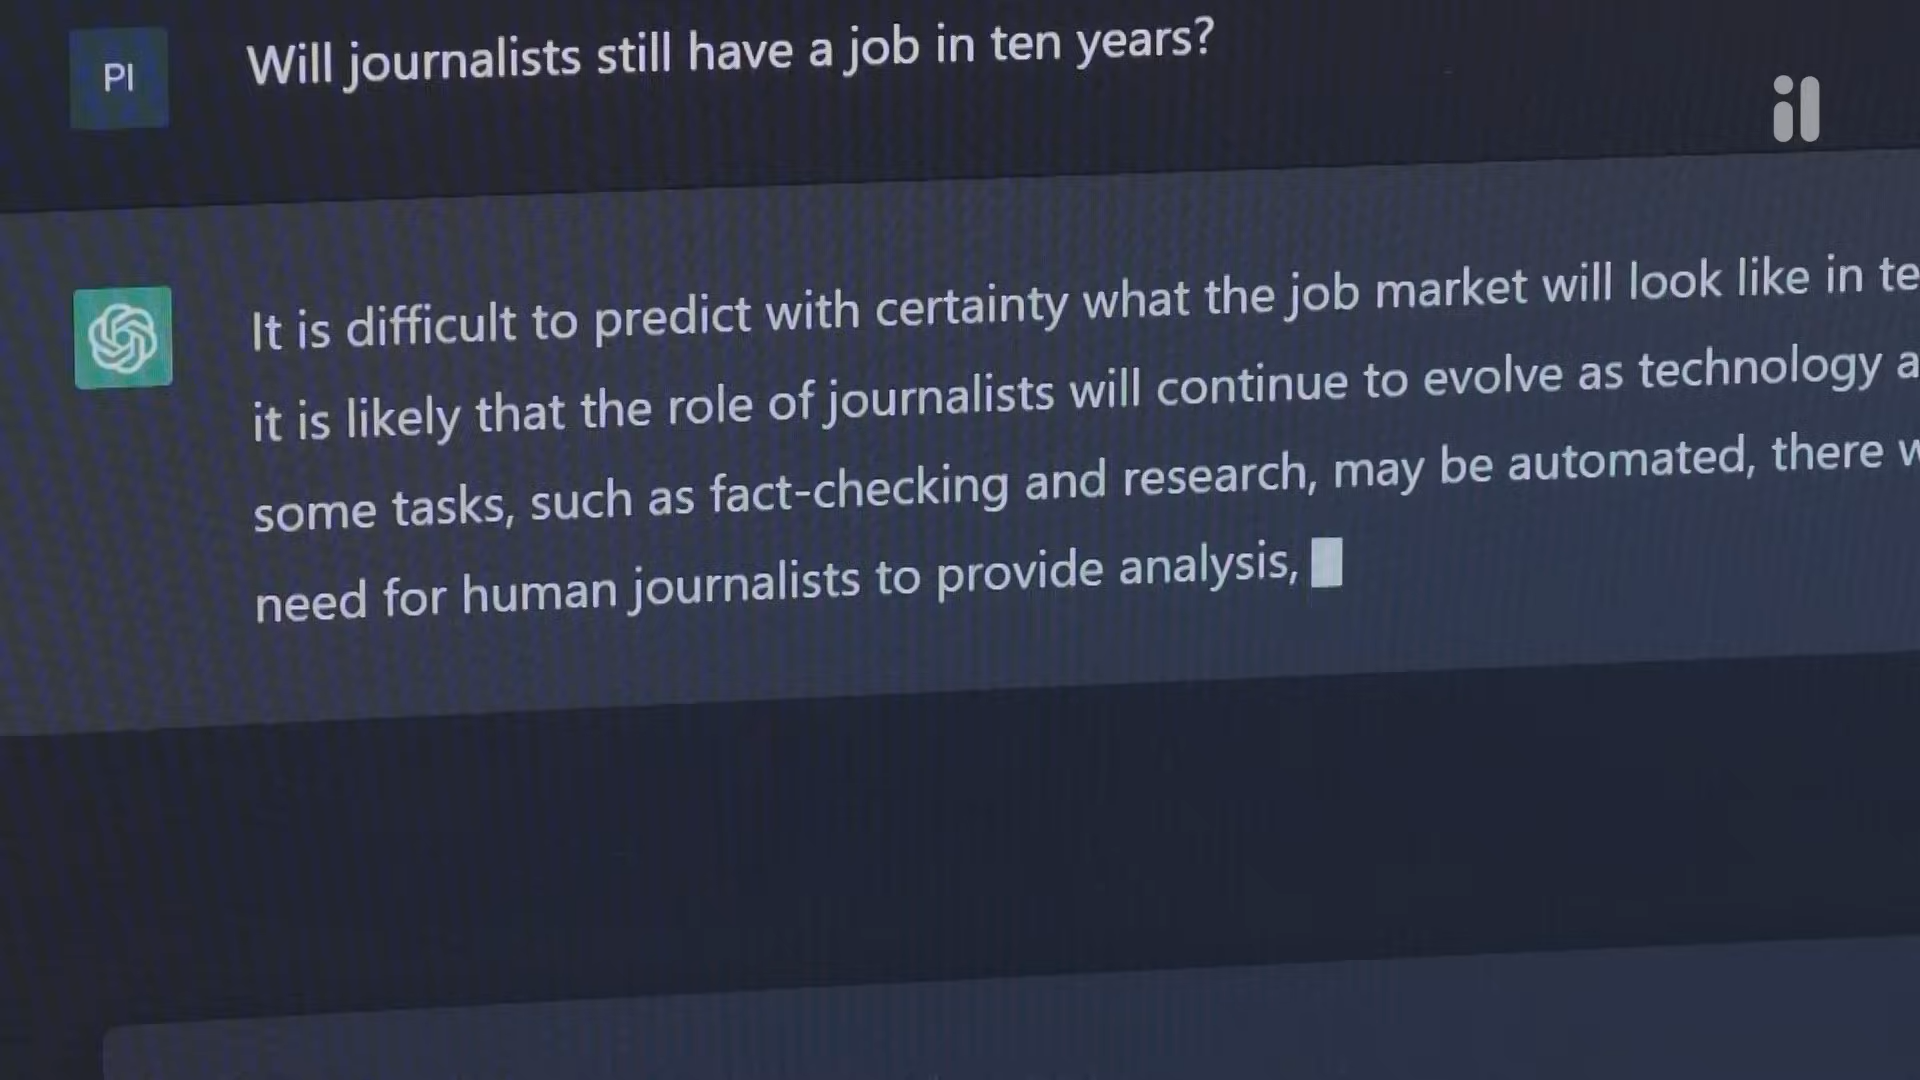 PI
Will journalists still have a job in ten years?
It is difficult to predict with certainty what the job market will look like in
it is likely that the role of journalists will continue to evolve as technology
some tasks, such as fact-checking and research, may be automated, there
need for human journalists to provide analysis,
il